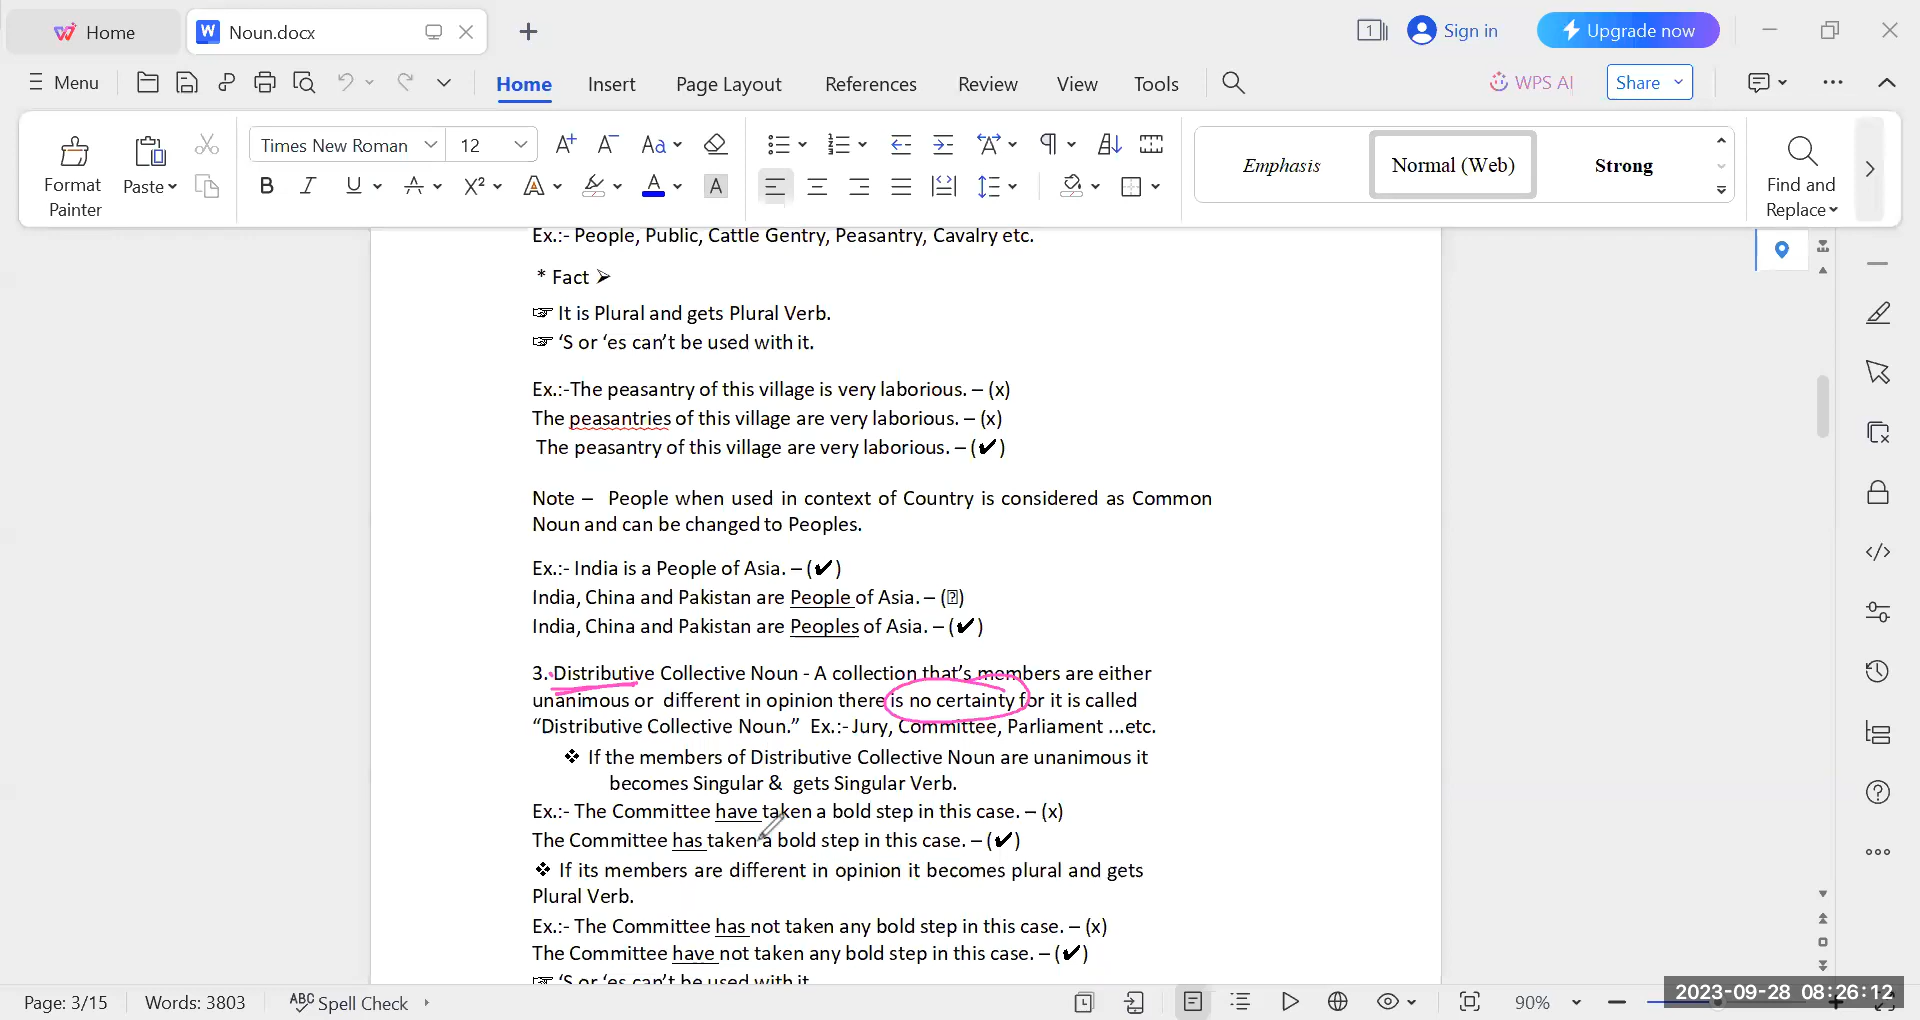 Home
Noun.docx
1
Sign in
Upgrade now
Menu
Home
Insert
Page Layout
References
Review
View
Tools
WPS AI
Share
Format
Painter
Paste
Times New Roman
12
Emphasis
Normal (Web)
Strong
Find and
Replace
Ex.:- People, Public, Cattle Gentry, Peasantry, Cavalry etc.
* Fact ➢
☞ It is Plural and gets Plural Verb.
☞ ‘S or ‘es can’t be used with it.
Ex.:-The peasantry of this village is very laborious. – (x)
The peasantries of this village are very laborious. – (x)
The peasantry of this village are very laborious. – (✔)
Note – People when used in context of Country is considered as Common
Noun and can be changed to Peoples.
Ex.:- India is a People of Asia. – (✔)
India, China and Pakistan are People of Asia. – (⍰)
India, China and Pakistan are Peoples of Asia. – (✔)
3. Distributive Collective Noun - A collection that’s members are either
unanimous or different in opinion there is no certainty for it is called
“Distributive Collective Noun.” Ex.:- Jury, Committee, Parliament ...etc.
❖ If the members of Distributive Collective Noun are unanimous it
becomes Singular & gets Singular Verb.
Ex.:- The Committee have taken a bold step in this case. – (x)
The Committee has taken a bold step in this case. – (✔)
❖ If its members are different in opinion it becomes plural and gets
Plural Verb.
Ex.:- The Committee has not taken any bold step in this case. – (x)
The Committee have not taken any bold step in this case. – (✔)
☞ ‘S or ‘es can’t be used with it
Page: 3/15
Words: 3803
Spell Check
90%
2023-09-28 08:26:12